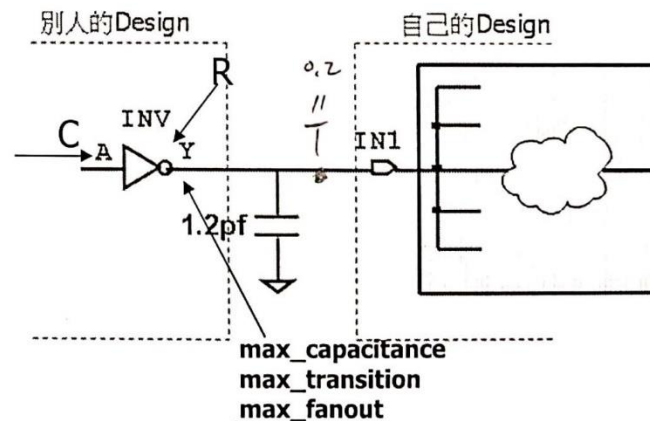 別人的Design
自己的Design
R
0.2
INV
C
A
Y
IN1
1.2pf
max_capacitance
max_transition
max_fanout